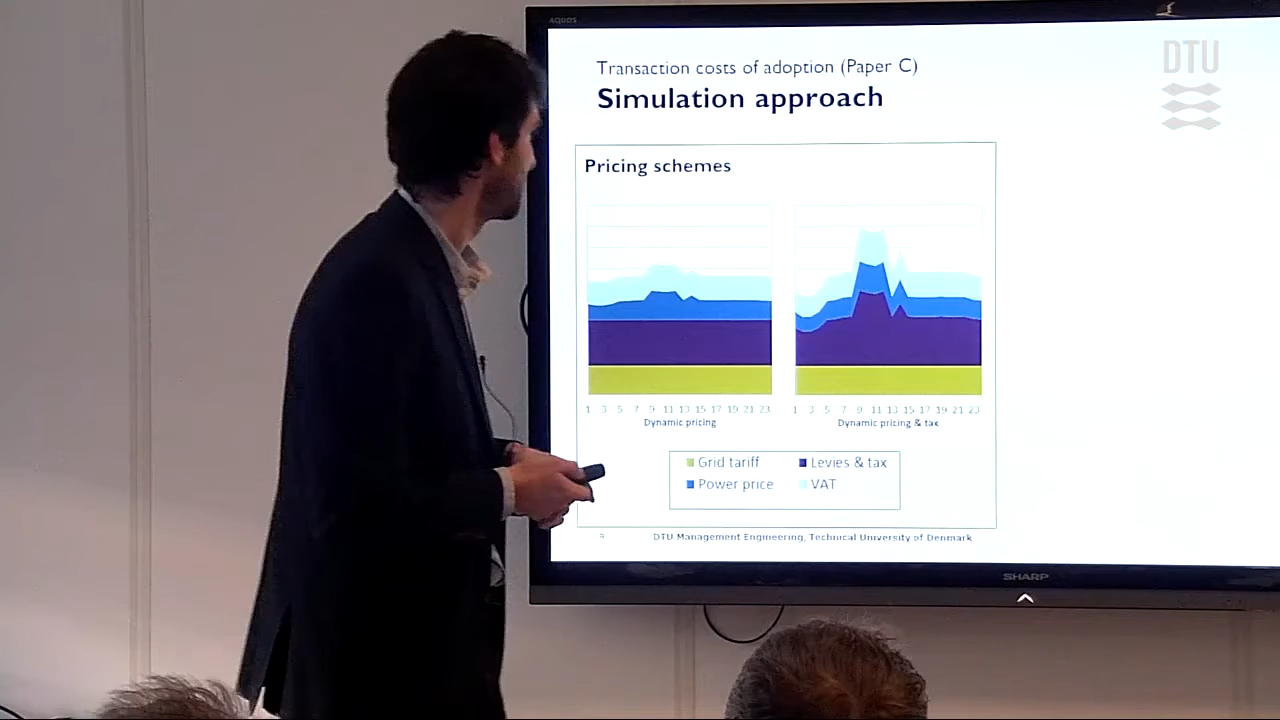 AQUOS
DTU
Transaction costs of adoption (Paper C)
Simulation approach
Pricing schemes
1 3 5 7 9 11 13 15 17 19 21 23
Dynamic pricing
1 3 5 7 9 11 13 15 17 19 21 23
Dynamic pricing & tax
Grid tariff
Levies & tax
Power price
VAT
9 DTU Management Engineering, Technical University of Denmark
SHARP